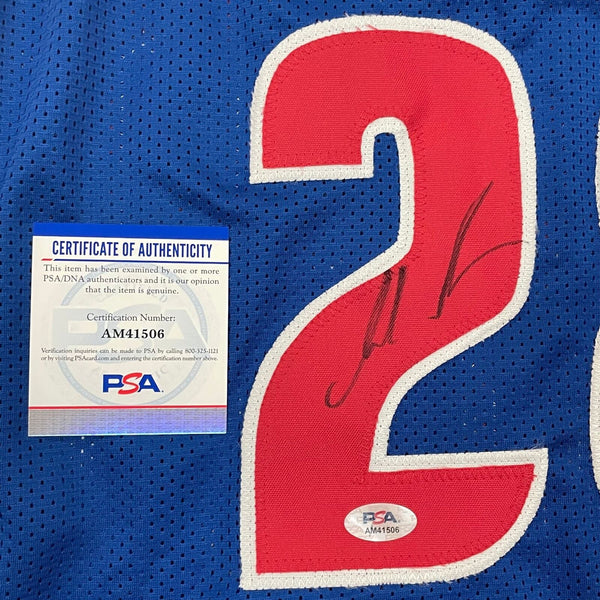 CERTIFICATE OF AUTHENTICITY
This item has been examined by one or more
PSA/DNA authenticators and it is our opinion
that the item is genuine.
Certification Number:
AM41506
Verification inquiries can be made to PSA by calling 800-325-1121
or by visiting PSAcard.com and entering the certification number above.
PSA
2
PSA
AM41506